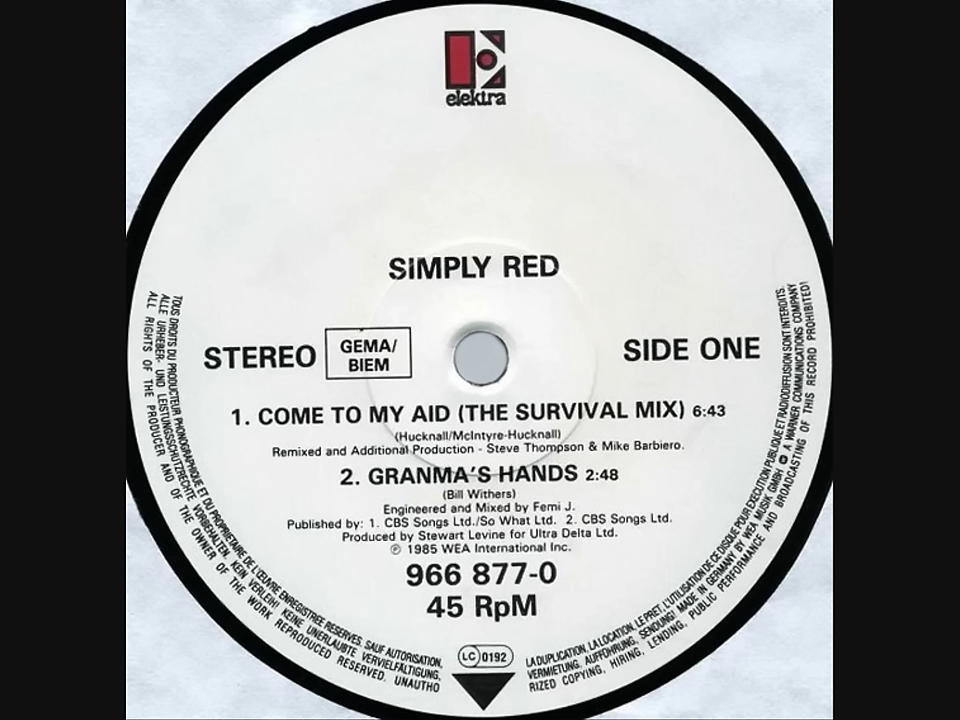 elektra
SIMPLY RED
STEREO
GEMA/
BIEM
SIDE ONE
1. COME TO MY AID (THE SURVIVAL MIX) 6:43
(Hucknall/McIntyre-Hucknall)
Remixed and Additional Production - Steve Thompson & Mike Barbiero.
2. GRANMA'S HANDS 2:48
(Bill Withers)
Engineered and Mixed by Femi J.
Published by: 1. CBS Songs Ltd./So What Ltd. 2. CBS Songs Ltd.
Produced by Stewart Levine for Ultra Delta Ltd.
℗ 1985 WEA International Inc.
966 877-0
45 RpM
LC 0192
TOUS DROITS DU PRODUCTEUR PHONOGRAPHIQUE ET DU PROPRIETAIRE DE L'ŒUVRE ENREGISTREE RESERVES. SAUF AUTORISATION,
ALLE URHEBER- UND LEISTUNGSSCHUTZRECHTE VORBEHALTEN. KEIN VERLEIH! KEINE UNERLAUBTE VERVIELFÄLTIGUNG,
ALL RIGHTS OF THE PRODUCER AND OF THE OWNER OF THE WORK REPRODUCED RESERVED. UNAUTHO
LA DUPLICATION, LA LOCATION, LE PRET, L'UTILISATION DE CE DISQUE POUR EXECUTION PUBLIQUE ET RADIODIFFUSION SONT INTERDITS.
VERMIETUNG, AUFFÜHRUNG, SENDUNG! MADE IN GERMANY BY WEA MUSIK GMBH A WARNER COMMUNICATIONS COMPANY
RIZED COPYING, HIRING, LENDING, PUBLIC PERFORMANCE AND BROADCASTING OF THIS RECORD PROHIBITED!